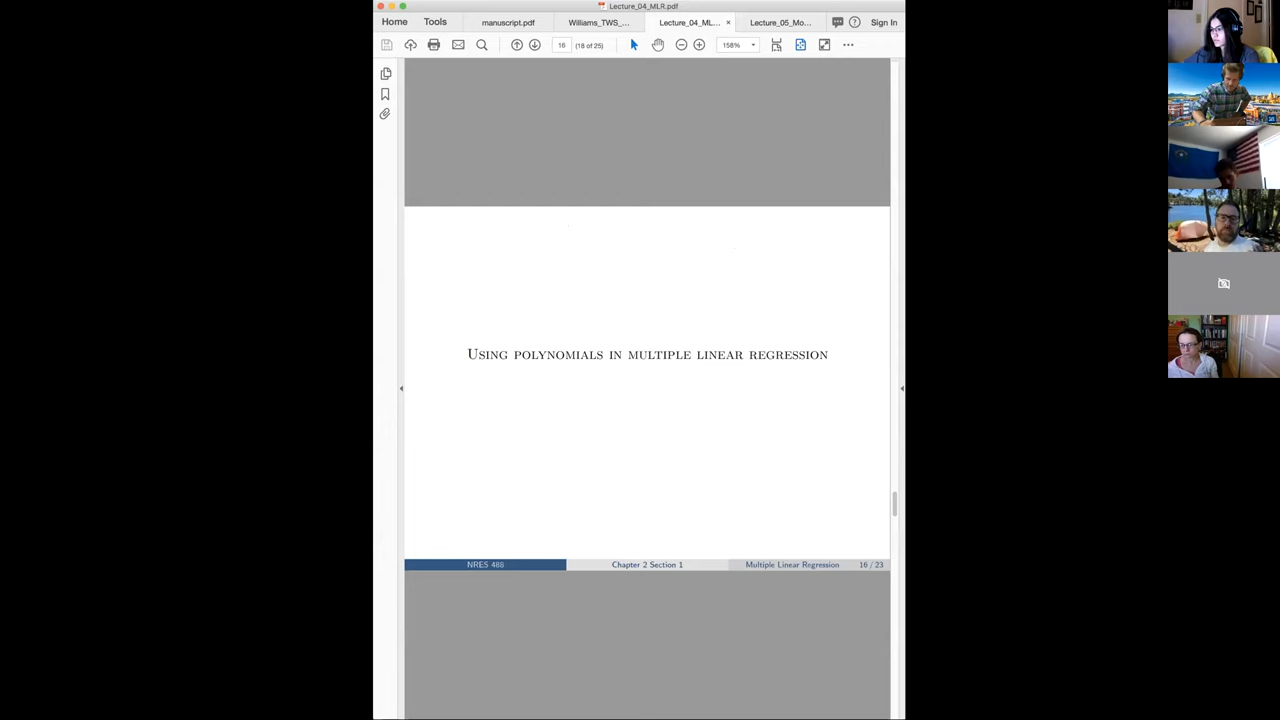 Lecture_04_MLR.pdf
Home Tools manuscript.pdf Williams_TWS_... Lecture_04_ML... × Lecture_05_Mo... Sign In
16 (18 of 25) 158%
Using polynomials in multiple linear regression
NRES 488 Chapter 2 Section 1 Multiple Linear Regression 16 / 23